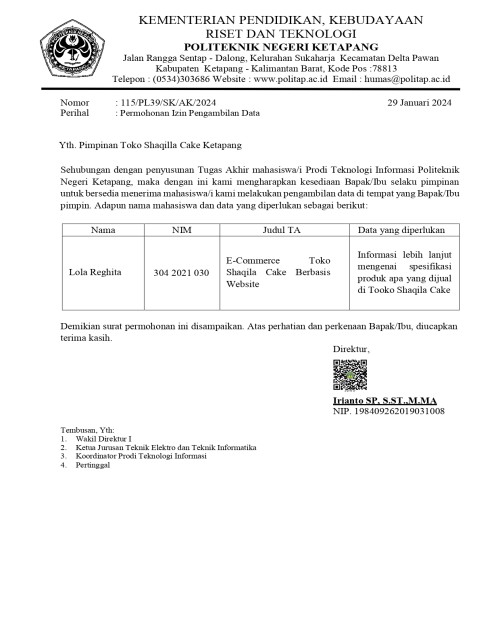 KEMENTERIAN PENDIDIKAN, KEBUDAYAAN
RISET DAN TEKNOLOGI
POLITEKNIK NEGERI KETAPANG
Jalan Rangga Sentap - Dalong, Kelurahan Sukaharja Kecamatan Delta Pawan
Kabupaten Ketapang - Kalimantan Barat, Kode Pos :78813
Telepon : (0534)303686 Website : www.politap.ac.id Email : humas@politap.ac.id
Nomor : 115/PL39/SK/AK/2024 29 Januari 2024
Perihal : Permohonan Izin Pengambilan Data
Yth. Pimpinan Toko Shaqilla Cake Ketapang
Sehubungan dengan penyusunan Tugas Akhir mahasiswa/i Prodi Teknologi Informasi Politeknik
Negeri Ketapang, maka dengan ini kami mengharapkan kesediaan Bapak/Ibu selaku pimpinan
untuk bersedia menerima mahasiswa/i kami melakukan pengambilan data di tempat yang Bapak/Ibu
pimpin. Adapun nama mahasiswa dan data yang diperlukan sebagai berikut:
Nama NIM Judul TA Data yang diperlukan
Lola Reghita
304 2021 030
E-Commerce Toko
Shaqila Cake Berbasis
Website
Informasi lebih lanjut
mengenai spesifikasi
produk apa yang dijual
di Tooko Shaqila Cake
Demikian surat permohonan ini disampaikan. Atas perhatian dan perkenaan Bapak/Ibu, diucapkan
terima kasih.
Direktur,
Irianto SP, S.ST.,M.MA
NIP. 198409262019031008
Tembusan, Yth:
1. Wakil Direktur I
2. Ketua Jurusan Teknik Elektro dan Teknik Informatika
3. Koordinator Prodi Teknologi Informasi
4. Pertinggal